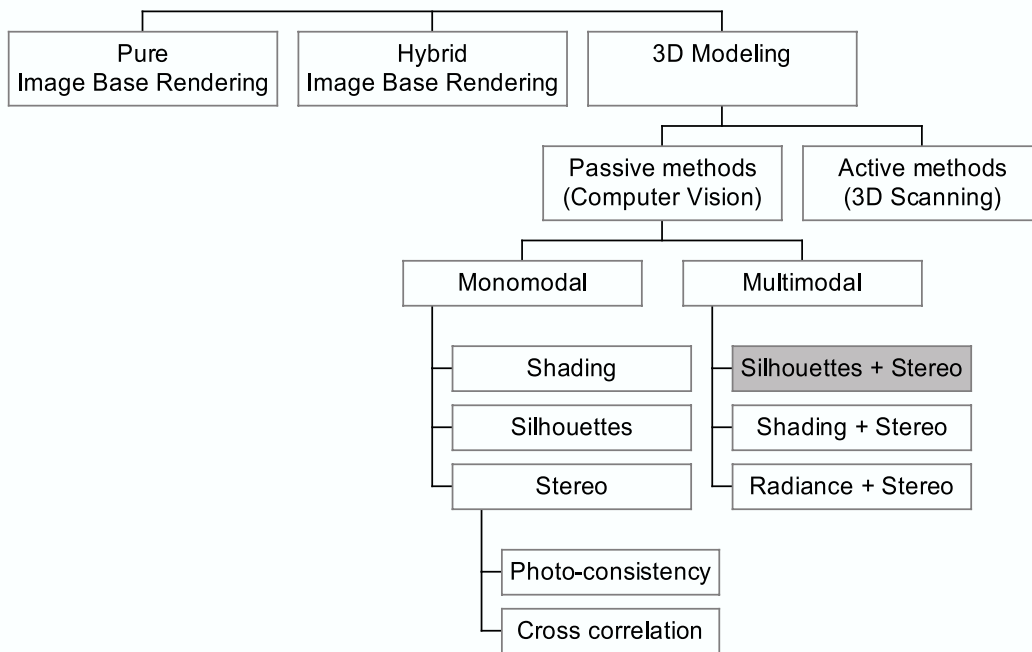 Pure
Image Base Rendering
Hybrid
Image Base Rendering
3D Modeling
Passive methods
(Computer Vision)
Active methods
(3D Scanning)
Monomodal
Multimodal
Shading
Silhouettes
Stereo
Photo-consistency
Cross correlation
Silhouettes + Stereo
Shading + Stereo
Radiance + Stereo